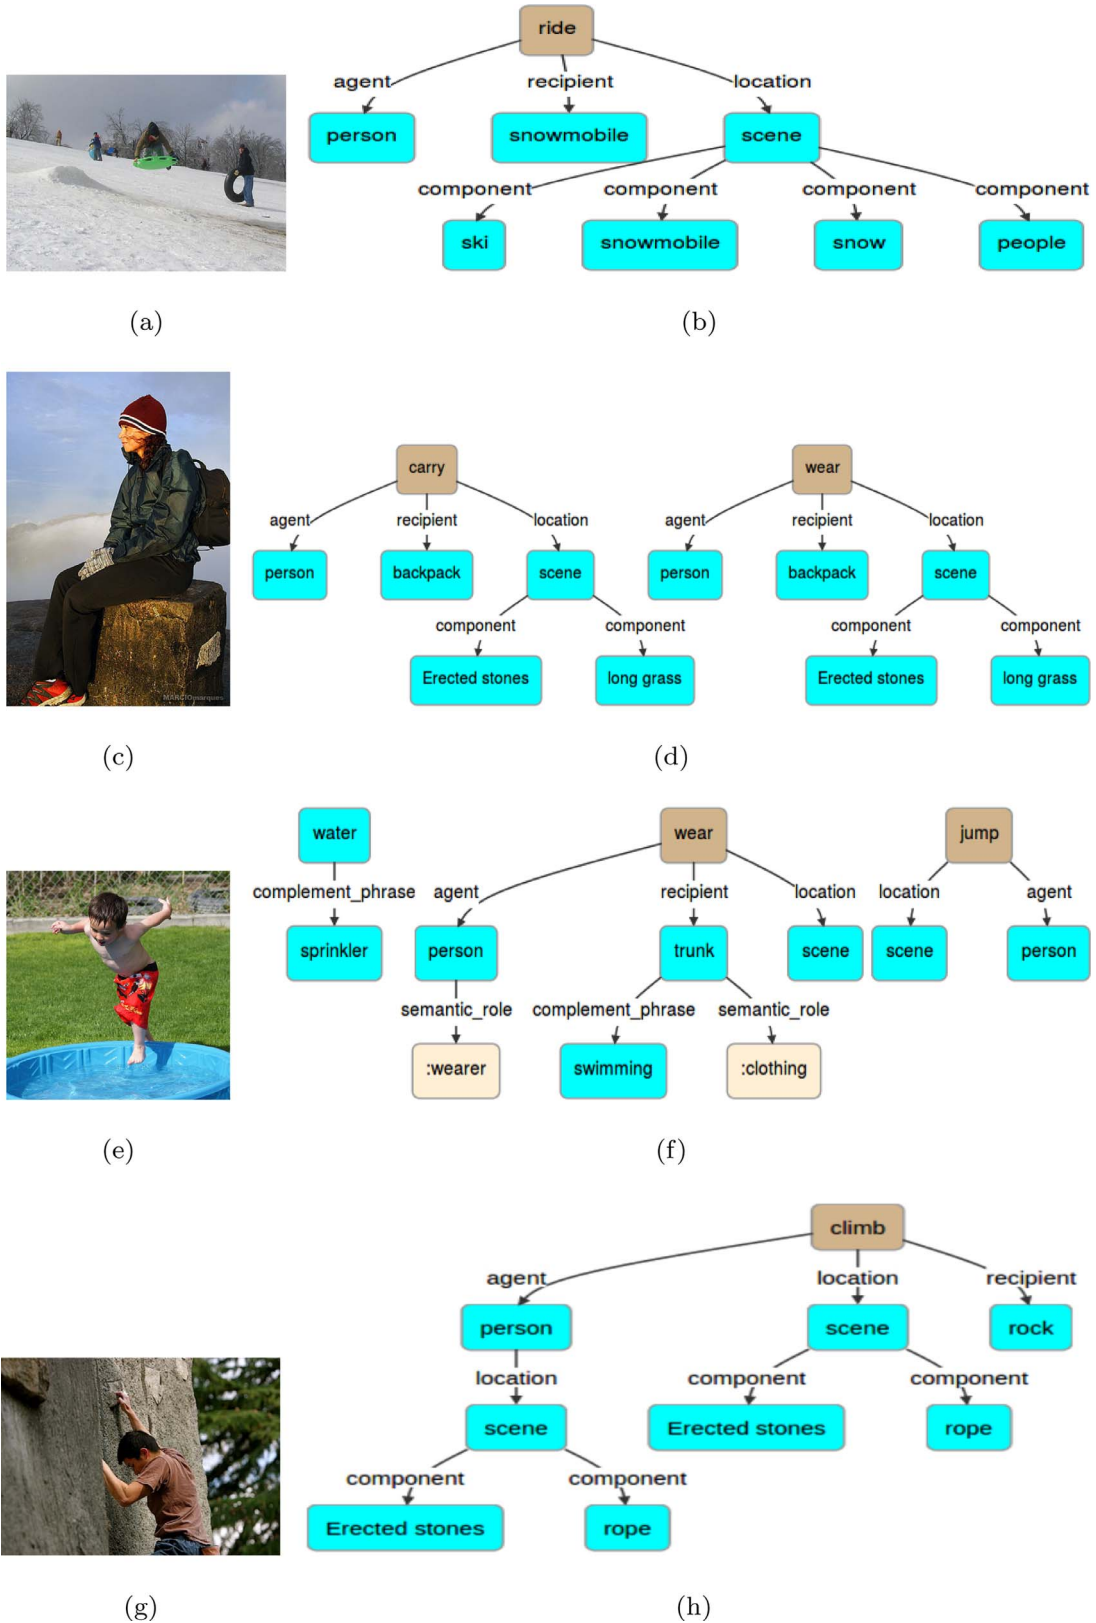 ride
agent recipient location
person snowmobile scene
component component component component
ski snowmobile snow people
(a) (b)
carry wear
agent recipient location agent recipient location
person backpack scene person backpack scene
component component component component
Erected stones long grass Erected stones long grass
MARCIOmarques
(c) (d)
water wear jump
complement_phrase agent recipient location location agent
sprinkler person trunk scene scene person
semantic_role complement_phrase semantic_role
:wearer swimming :clothing
(e) (f)
climb
agent location recipient
person scene rock
location component component
scene Erected stones rope
component component
Erected stones rope
(g) (h)